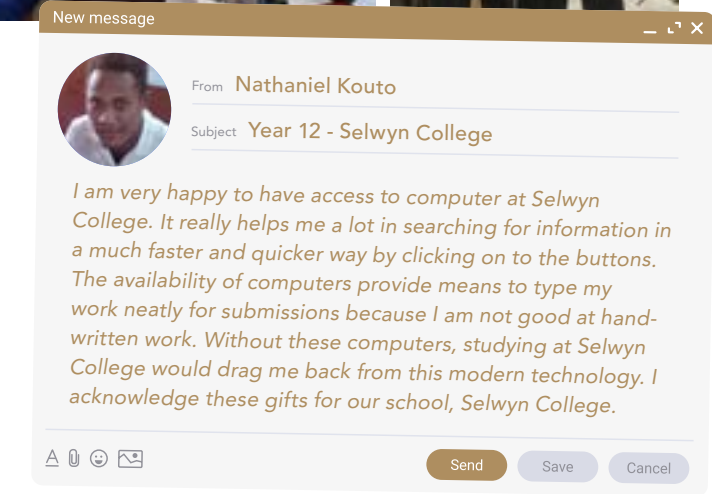 New message
From Nathaniel Kouto
Subject Year 12 - Selwyn College
I am very happy to have access to computer at Selwyn
College. It really helps me a lot in searching for information in
a much faster and quicker way by clicking on to the buttons.
The availability of computers provide means to type my
work neatly for submissions because I am not good at hand-
written work. Without these computers, studying at Selwyn
College would drag me back from this modern technology. I
acknowledge these gifts for our school, Selwyn College.
A
Send Save Cancel